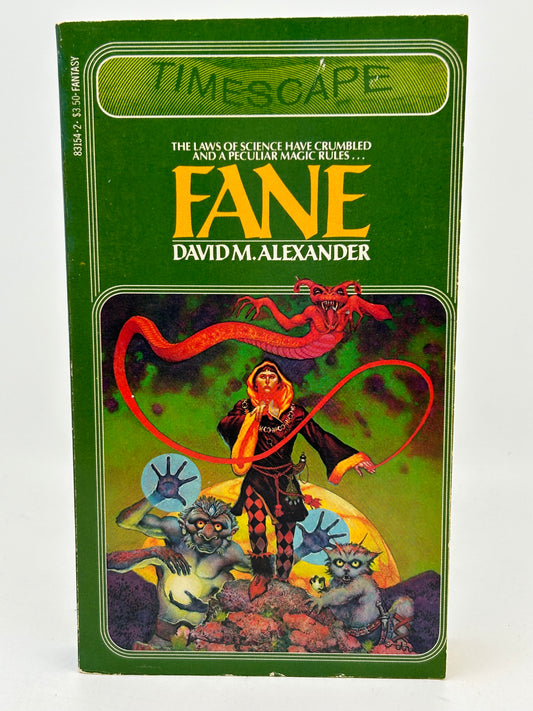 TIMESCAPE
83154-2 • $3.50 • FANTASY
THE LAWS OF SCIENCE HAVE CRUMBLED
AND A PECULIAR MAGIC RULES...
FANE
DAVID M. ALEXANDER